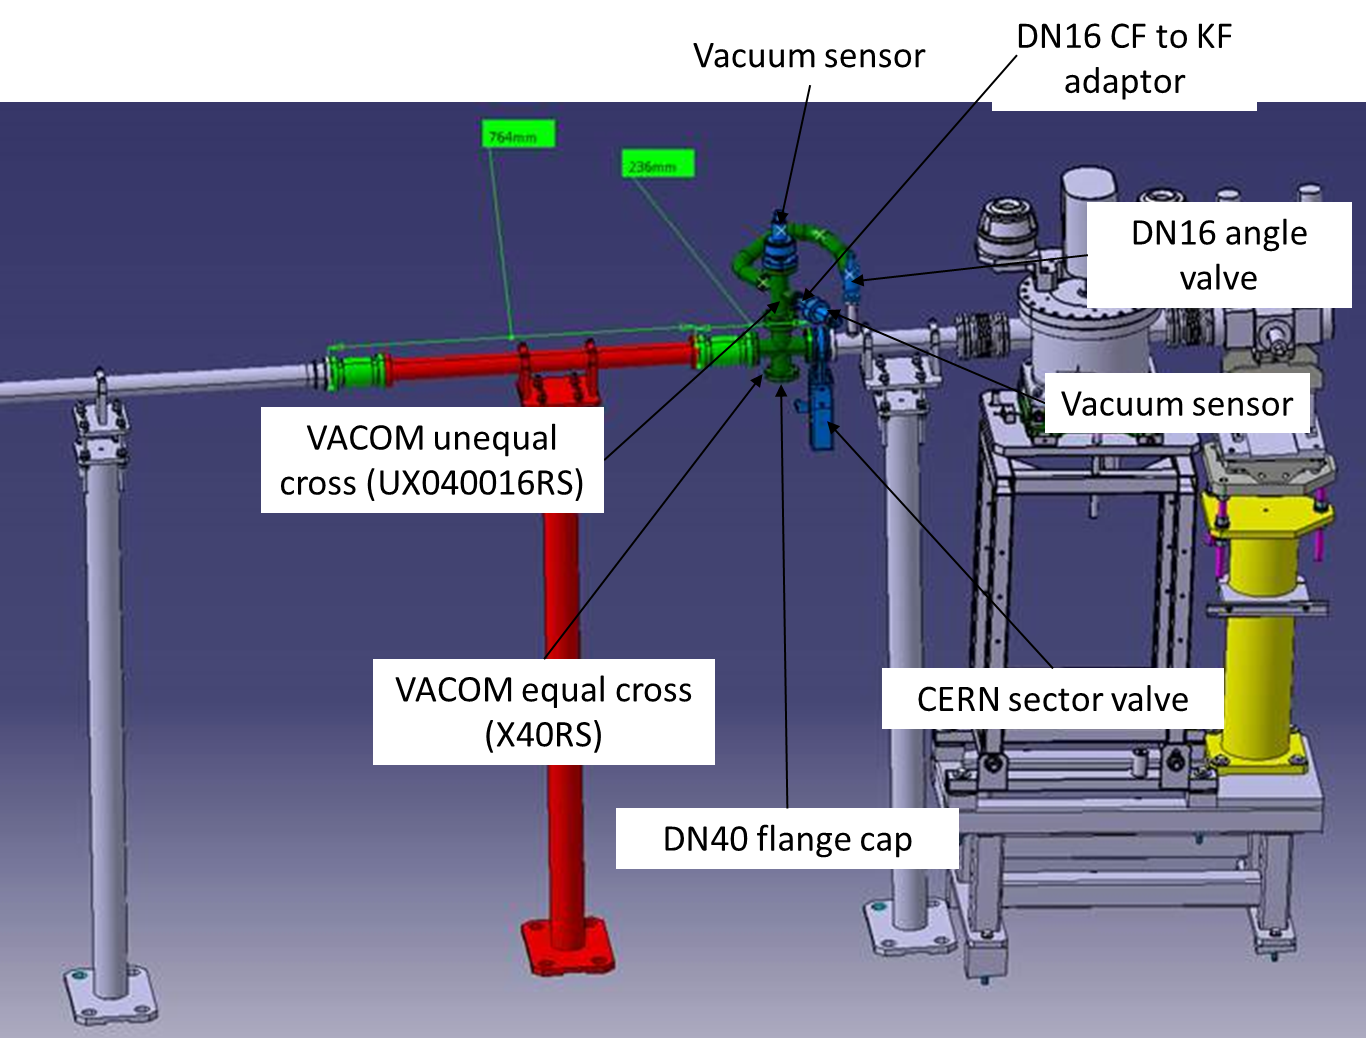 Vacuum sensor
DN16 CF to KF
adaptor
764mm
236mm
DN16 angle
valve
Vacuum sensor
VACOM unequal
cross (UX040016RS)
VACOM equal cross
(X40RS)
CERN sector valve
DN40 flange cap